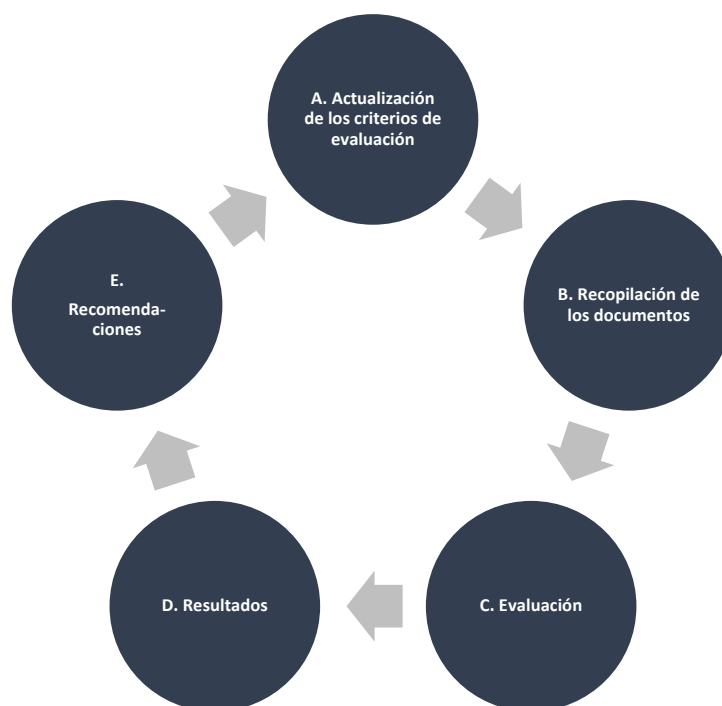 A. Actualización
de los criterios de
evaluación
B. Recopilación de
los documentos
C. Evaluación
D. Resultados
E.
Recomenda-
ciones